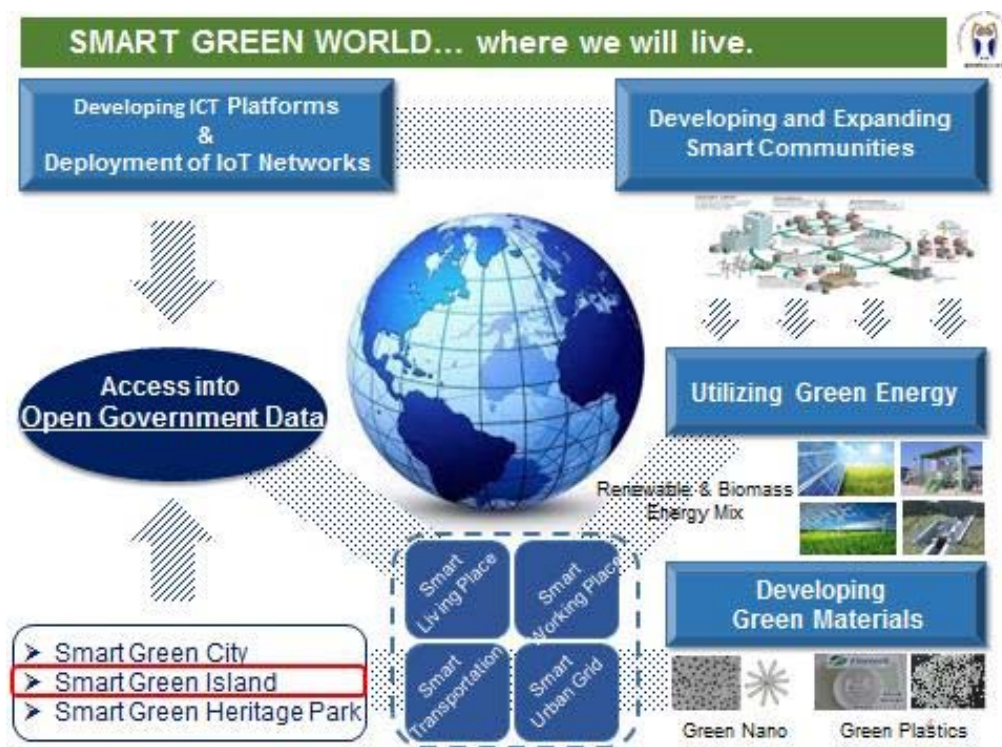 SMART GREEN WORLD... where we will live.
Developing ICT Platforms
&
Deployment of IoT Networks
Developing and Expanding
Smart Communities
Access into
Open Government Data
Utilizing Green Energy
Renewable & Biomass
Energy Mix
Developing
Green Materials
➢ Smart Green City
➢ Smart Green Island
➢ Smart Green Heritage Park
Smart
Living Place
Smart
Working Place
Smart
Transportation
Smart
Urban Grid
Green Nano
Green Plastics